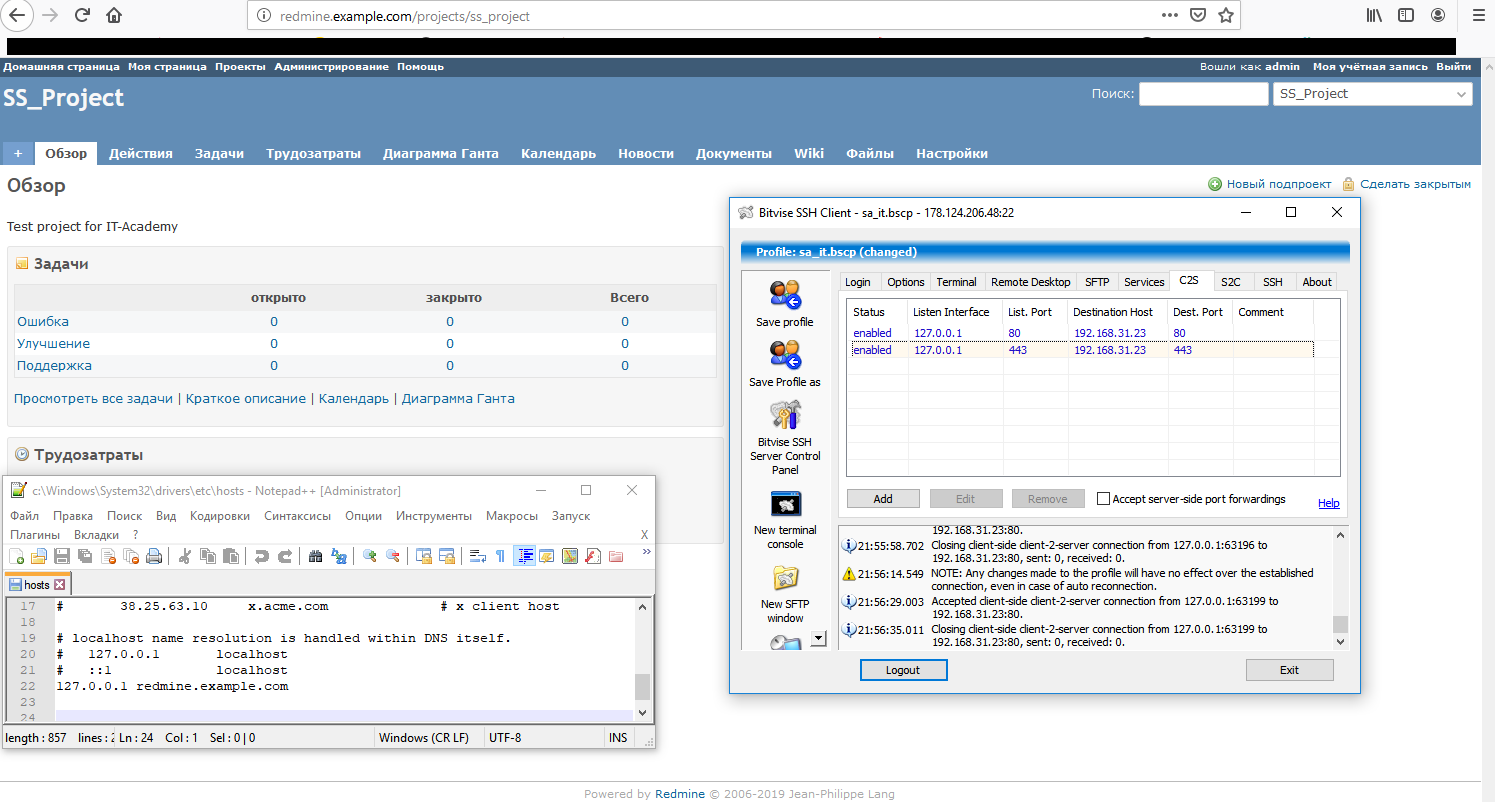 redmine.example.com/projects/ss_project
Домашняя страница Моя страница Проекты Администрирование Помощь
Вошли как admin Моя учётная запись Выйти
SS_Project
Поиск: SS_Project
+ Обзор Действия Задачи Трудозатраты Диаграмма Ганта Календарь Новости Документы Wiki Файлы Настройки
Обзор
Новый подпроект Сделать закрытым
Test project for IT-Academy
Задачи
открыто закрыто Всего
Ошибка 0 0 0
Улучшение 0 0 0
Поддержка 0 0 0
Просмотреть все задачи | Краткое описание | Календарь | Диаграмма Ганта
Трудозатраты
c:\Windows\System32\drivers\etc\hosts - Notepad++ [Administrator]
Файл Правка Поиск Вид Кодировки Синтаксисы Опции Инструменты Макросы Запуск
Плагины Вкладки ? X
hosts
17 # 38.25.63.10 x.acme.com # x client host
18
19 # localhost name resolution is handled within DNS itself.
20 # 127.0.0.1 localhost
21 # ::1 localhost
22 127.0.0.1 redmine.example.com
23
24
length : 857 lines : Ln : 24 Col : 1 Sel : 0 | 0 Windows (CR LF) UTF-8 INS
Bitvise SSH Client - sa_it.bscp - 178.124.206.48:22
Profile: sa_it.bscp (changed)
Save profile
Save Profile as
Bitvise SSH
Server Control
Panel
New terminal
console
New SFTP
window
Login Options Terminal Remote Desktop SFTP Services C2S S2C SSH About
Status Listen Interface List. Port Destination Host Dest. Port Comment
enabled 127.0.0.1 80 192.168.31.23 80
enabled 127.0.0.1 443 192.168.31.23 443
Add Edit Remove Accept server-side port forwardings Help
192.168.31.23:80.
21:55:58.702 Closing client-side client-2-server connection from 127.0.0.1:63196 to
192.168.31.23:80, sent: 0, received: 0.
21:56:14.549 NOTE: Any changes made to the profile will have no effect over the established
connection, even in case of auto reconnection.
21:56:29.003 Accepted client-side client-2-server connection from 127.0.0.1:63199 to
192.168.31.23:80.
21:56:35.011 Closing client-side client-2-server connection from 127.0.0.1:63199 to
192.168.31.23:80, sent: 0, received: 0.
Logout Exit
Powered by Redmine © 2006-2019 Jean-Philippe Lang